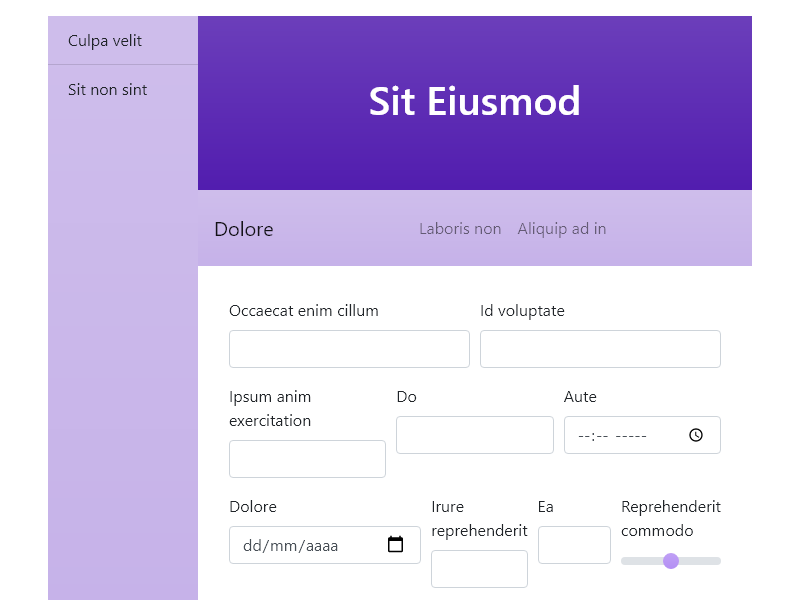 Culpa velit
Sit non sint
Sit Eiusmod
Dolore
Laboris non
Aliquip ad in
Occaecat enim cillum
Id voluptate
Ipsum anim
exercitation
Do
Aute
--:-- -----
Dolore
dd/mm/aaaa
Irure
reprehenderit
Ea
Reprehenderit
commodo